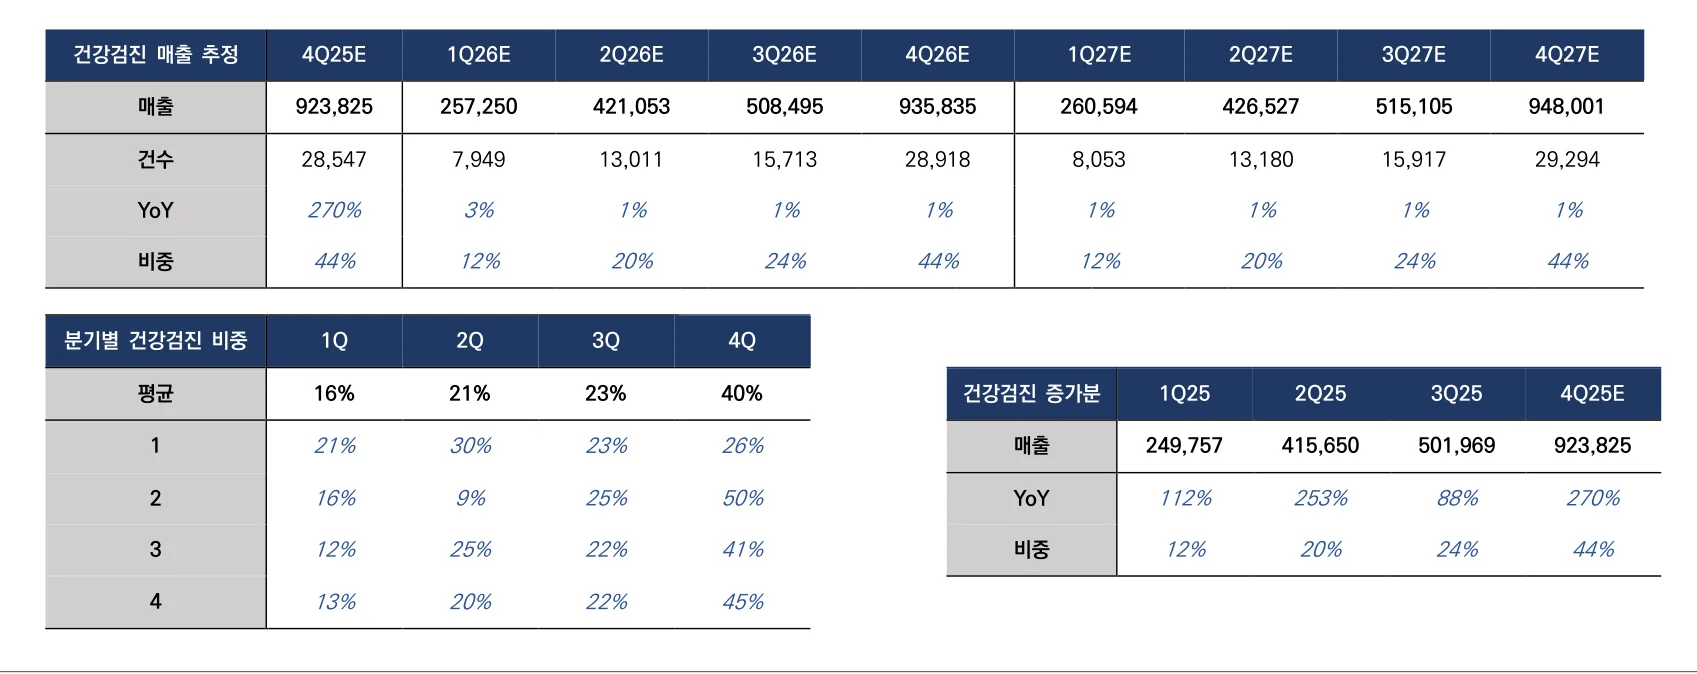 건강검진 매출 추정 4Q25E 1Q26E 2Q26E 3Q26E 4Q26E 1Q27E 2Q27E 3Q27E 4Q27E
매출 923,825 257,250 421,053 508,495 935,835 260,594 426,527 515,105 948,001
건수 28,547 7,949 13,011 15,713 28,918 8,053 13,180 15,917 29,294
YoY 270% 3% 1% 1% 1% 1% 1% 1% 1%
비중 44% 12% 20% 24% 44% 12% 20% 24% 44%
분기별 건강검진 비중 1Q 2Q 3Q 4Q
평균 16% 21% 23% 40%
1 21% 30% 23% 26%
2 16% 9% 25% 50%
3 12% 25% 22% 41%
4 13% 20% 22% 45%
건강검진 증가분 1Q25 2Q25 3Q25 4Q25E
매출 249,757 415,650 501,969 923,825
YoY 112% 253% 88% 270%
비중 12% 20% 24% 44%